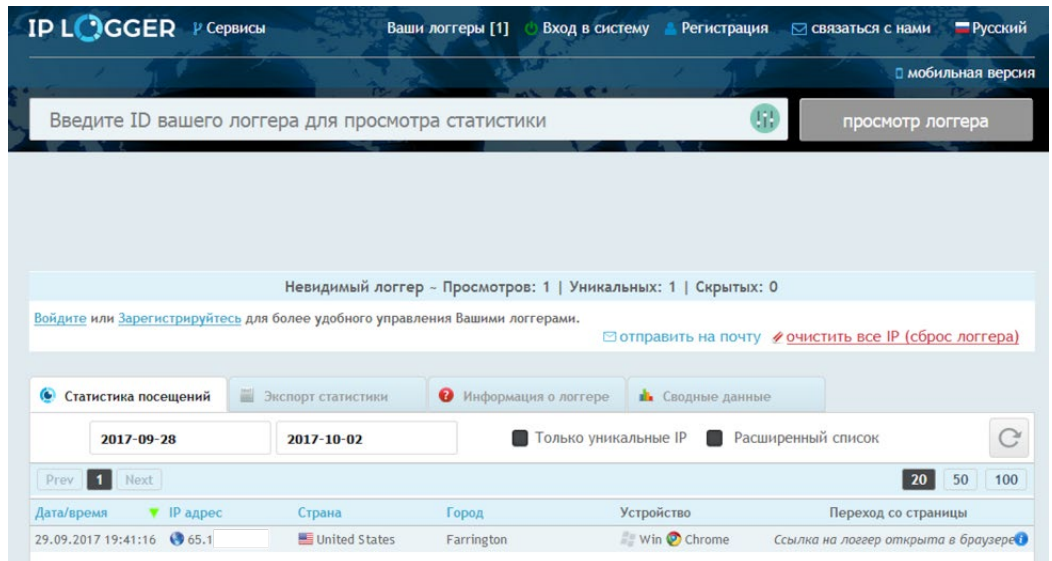 IP LOGGER Сервисы Ваши логгеры [1] Вход в систему Регистрация связаться с нами Русский
мобильная версия
Введите ID вашего логгера для просмотра статистики просмотр логгера
Невидимый логгер ~ Просмотров: 1 | Уникальных: 1 | Скрытых: 0
Войдите или Зарегистрируйтесь для более удобного управления Вашими логгерами.
отправить на почту очистить все IP (сброс логгера)
Статистика посещений Экспорт статистики Информация о логгере Сводные данные
2017-09-28 2017-10-02 Только уникальные IP Расширенный список
Prev 1 Next 20 50 100
Дата/время IP адрес Страна Город Устройство Переход со страницы
29.09.2017 19:41:16 65.1 United States Farrington Win Chrome Ссылка на логгер открыта в браузере